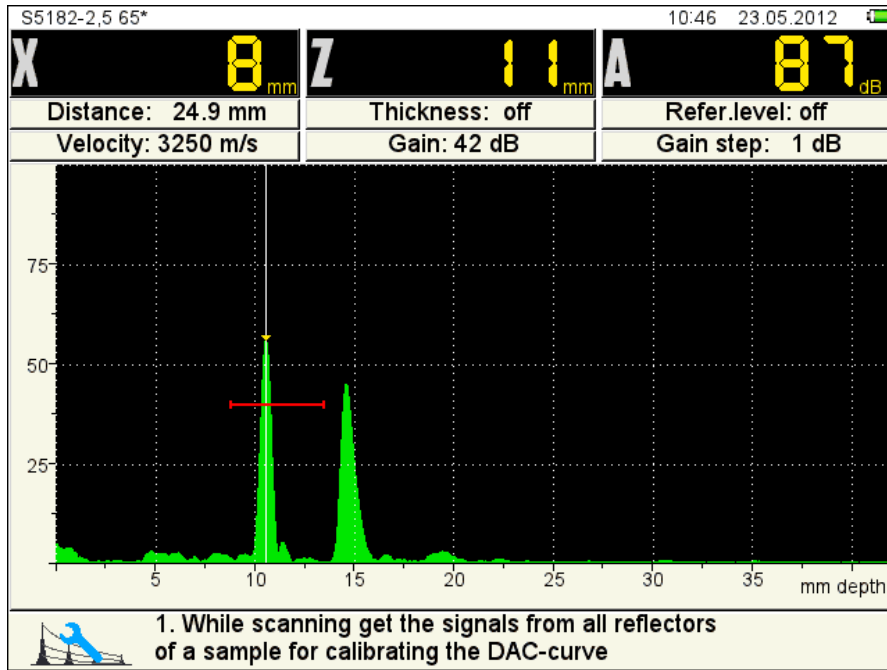 S5182-2,5 65* 10:46 23.05.2012
X 8 mm Z 11 mm A 87 dB
Distance: 24.9 mm Thickness: off Refer.level: off
Velocity: 3250 m/s Gain: 42 dB Gain step: 1 dB
75
50
25
5 10 15 20 25 30 35 mm depth
1. While scanning get the signals from all reflectors
of a sample for calibrating the DAC-curve